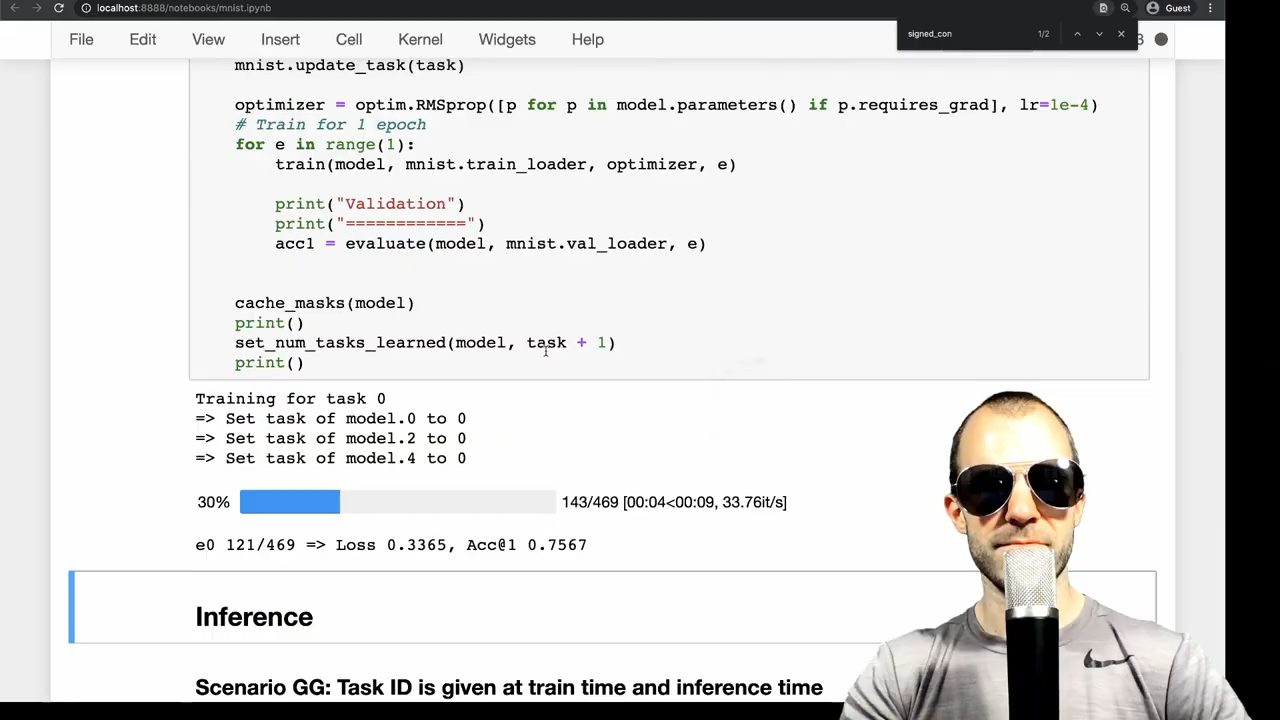 localhost:8888/notebooks/mnist.ipynb
Guest
File Edit View Insert Cell Kernel Widgets Help
signed_con 1/2
3
mnist.update_task(task)
optimizer = optim.RMSprop([p for p in model.parameters() if p.requires_grad], lr=1e-4)
# Train for 1 epoch
for e in range(1):
train(model, mnist.train_loader, optimizer, e)
print("Validation")
print("============")
acc1 = evaluate(model, mnist.val_loader, e)
cache_masks(model)
print()
set_num_tasks_learned(model, task + 1)
print()
Training for task 0
=> Set task of model.0 to 0
=> Set task of model.2 to 0
=> Set task of model.4 to 0
30% 143/469 [00:04<00:09, 33.76it/s]
e0 121/469 => Loss 0.3365, Acc@1 0.7567
Inference
Scenario GG: Task ID is given at train time and inference time